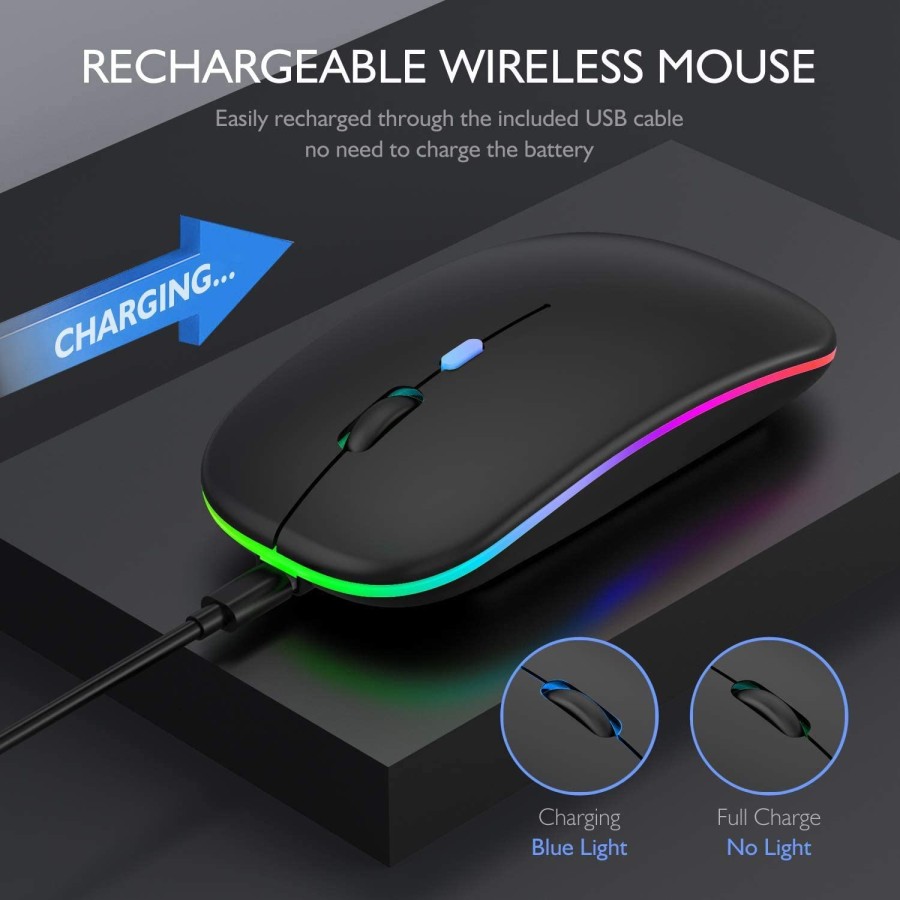 RECHARGEABLE WIRELESS MOUSE
Easily recharged through the included USB cable
no need to charge the battery
CHARGING...
Charging
Blue Light
Full Charge
No Light